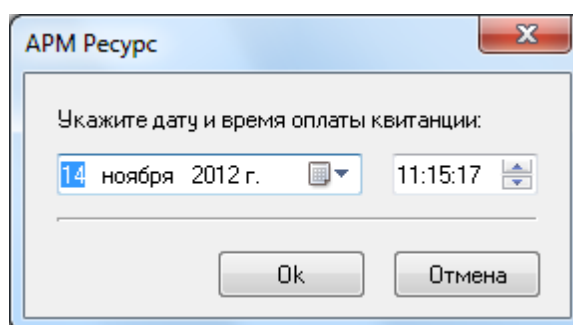 АРМ Ресурс
Укажите дату и время оплаты квитанции:
14 ноября 2012 г. 11:15:17
Ok Отмена